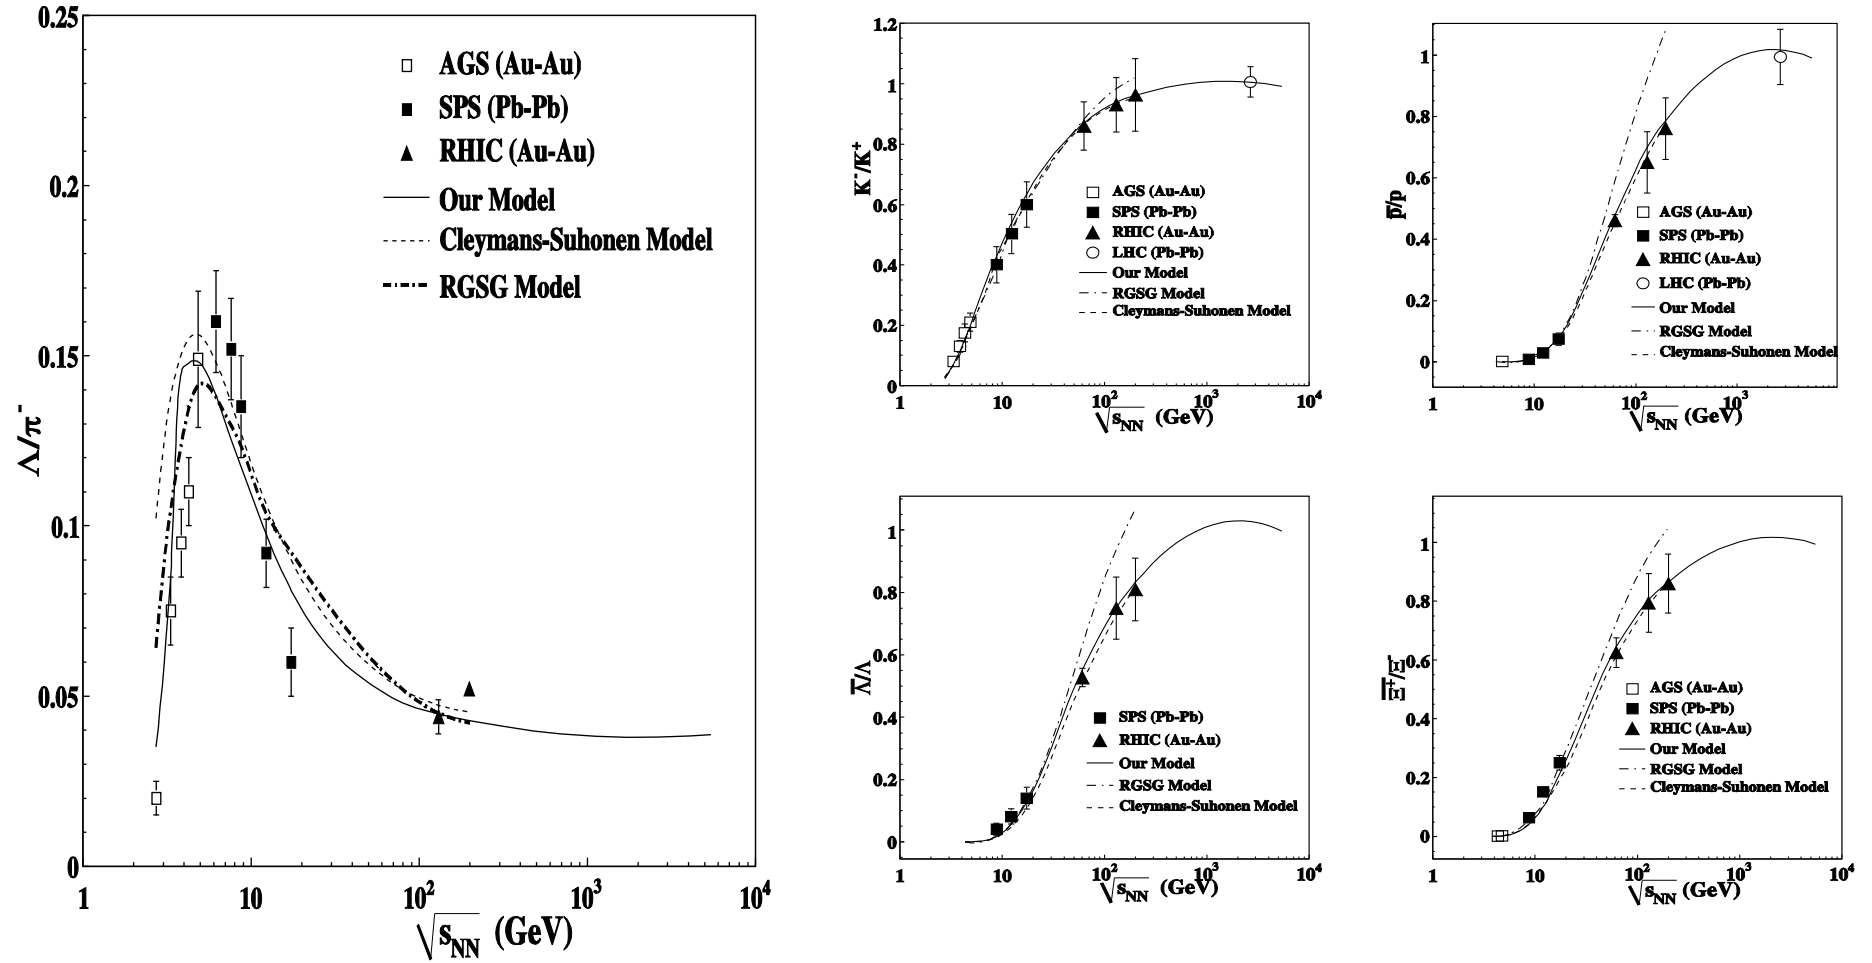 0.25
0.2
0.15
0.1
0.05
0
Λ/π⁻
AGS (Au-Au)
SPS (Pb-Pb)
RHIC (Au-Au)
Our Model
Cleymans-Suhonen Model
RGSG Model
1 10 10² 10³ 10⁴
√s_NN (GeV)
1.2
1
0.8
0.6
0.4
0.2
0
K⁻/K⁺
AGS (Au-Au)
SPS (Pb-Pb)
RHIC (Au-Au)
LHC (Pb-Pb)
Our Model
RGSG Model
Cleymans-Suhonen Model
1 10 10² 10³ 10⁴
√s_NN (GeV)
1
0.8
0.6
0.4
0.2
0
p̅/p
AGS (Au-Au)
SPS (Pb-Pb)
RHIC (Au-Au)
LHC (Pb-Pb)
Our Model
RGSG Model
Cleymans-Suhonen Model
1 10 10² 10³ 10⁴
√s_NN (GeV)
1
0.8
0.6
0.4
0.2
0
Λ̅/Λ
SPS (Pb-Pb)
RHIC (Au-Au)
Our Model
RGSG Model
Cleymans-Suhonen Model
1 10 10² 10³ 10⁴
√s_NN (GeV)
1
0.8
0.6
0.4
0.2
0
Ξ̅⁺/Ξ⁻
AGS (Au-Au)
SPS (Pb-Pb)
RHIC (Au-Au)
Our Model
RGSG Model
Cleymans-Suhonen Model
1 10 10² 10³ 10⁴
√s_NN (GeV)